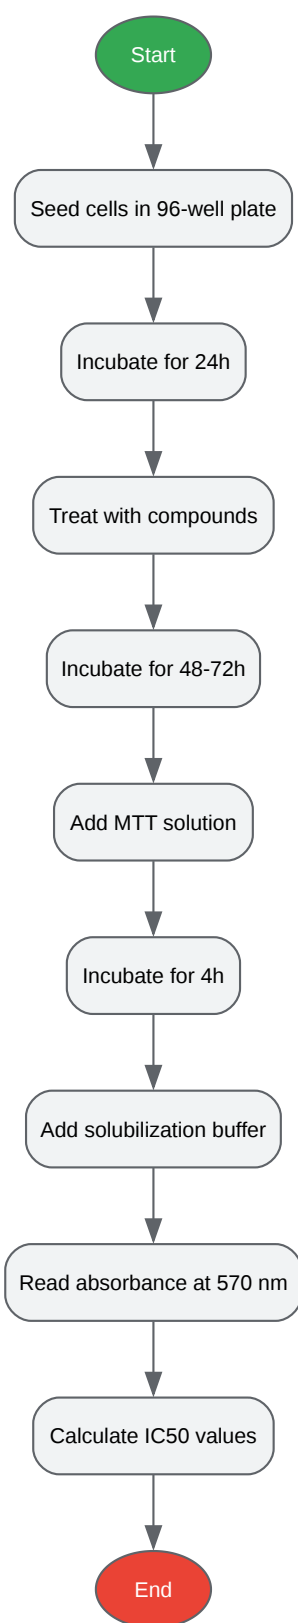 Start
Seed cells in 96-well plate
Incubate for 24h
Treat with compounds
Incubate for 48-72h
Add MTT solution
Incubate for 4h
Add solubilization buffer
Read absorbance at 570 nm
Calculate IC50 values
End